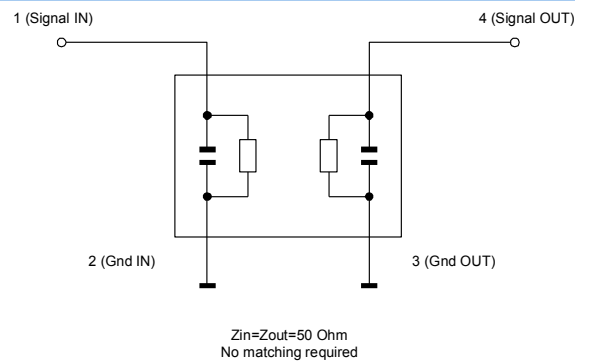 1 (Signal IN)
4 (Signal OUT)
2 (Gnd IN)
3 (Gnd OUT)
Zin=Zout=50 Ohm
No matching required